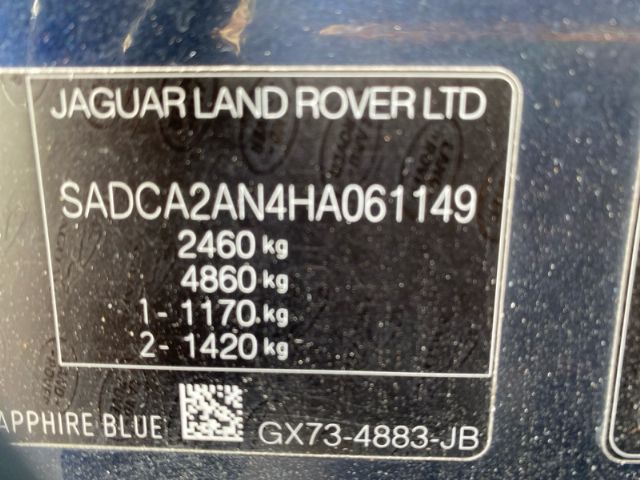 JAGUAR LAND ROVER LTD
SADCA2AN4HA061149
2460 kg
4860 kg
1- 1170 kg
2- 1420 kg
APPHIRE BLUE
GX73-4883-JB